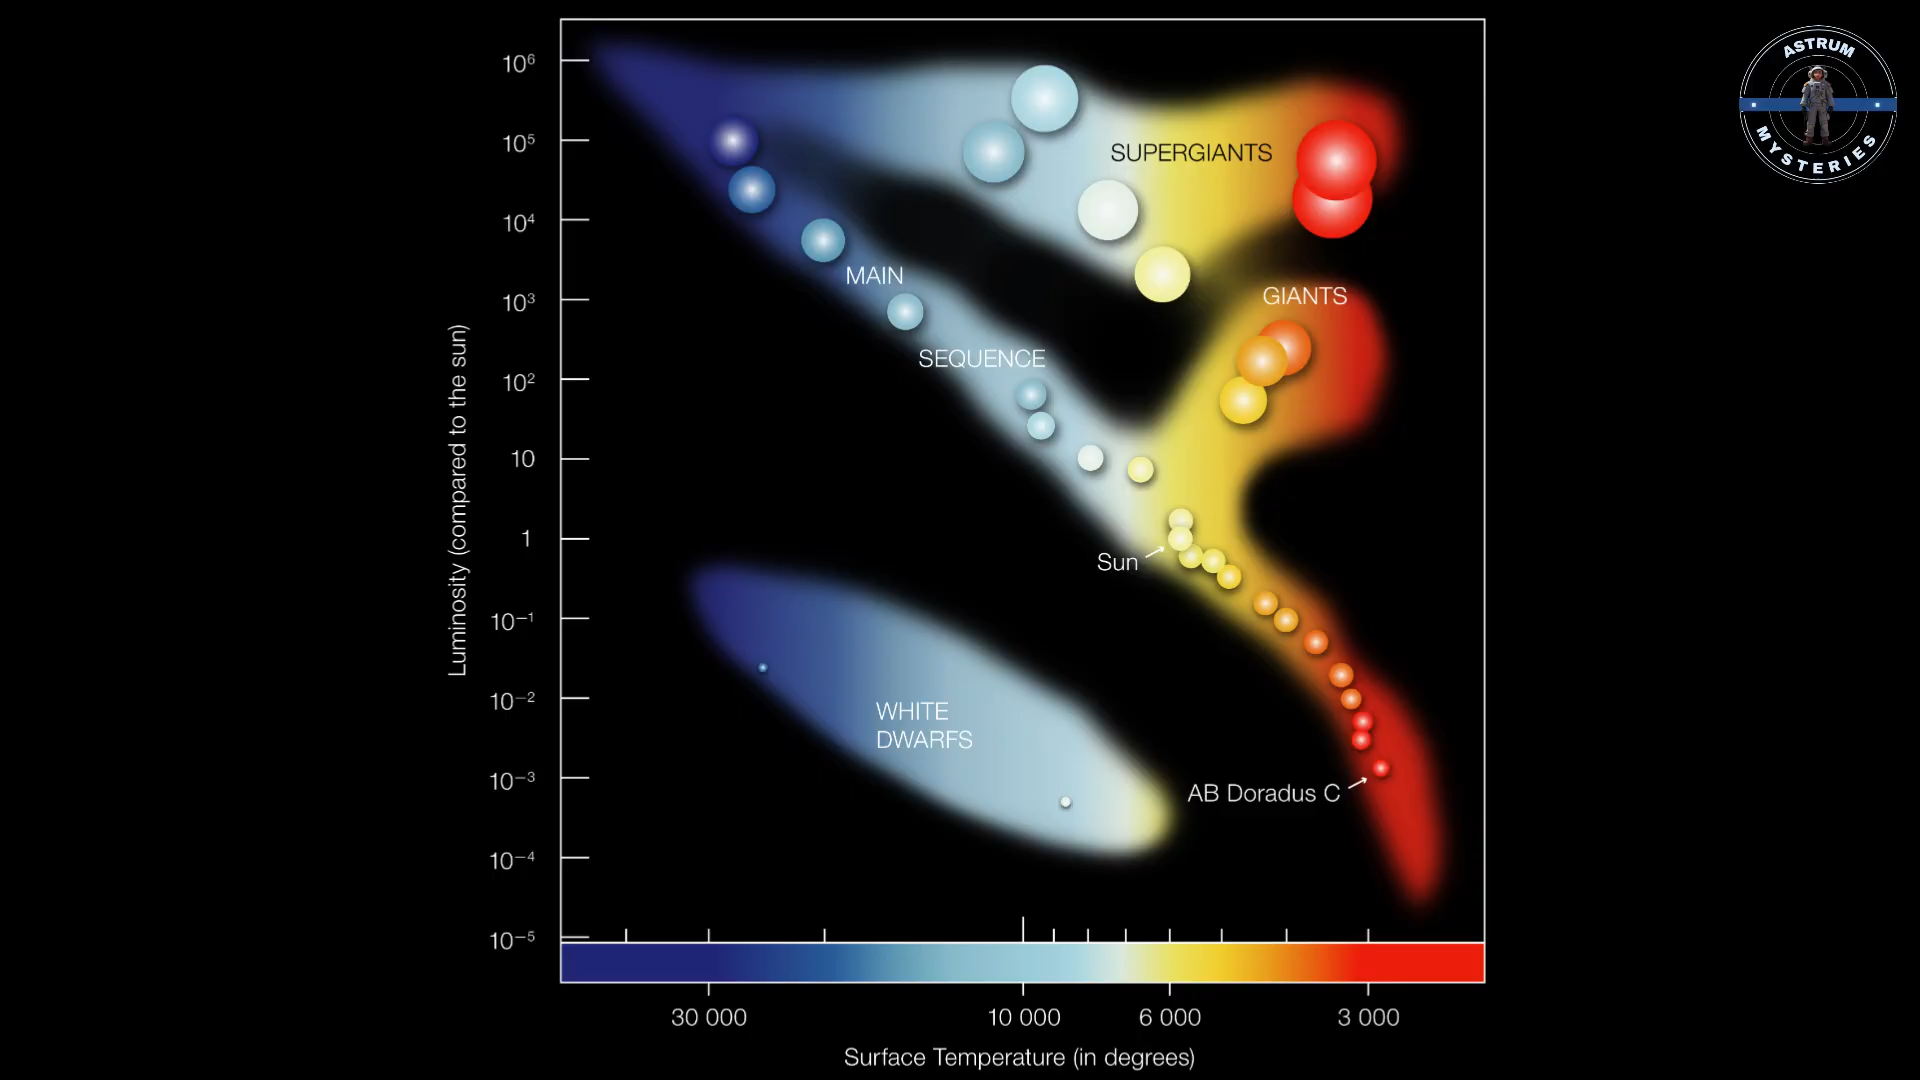 ASTRUM
MYSTERIES
10⁶
10⁵
SUPERGIANTS
10⁴
MAIN
10³
GIANTS
SEQUENCE
10²
10
1
Sun
10⁻¹
10⁻²
WHITE
DWARFS
10⁻³
AB Doradus C
10⁻⁴
10⁻⁵
Luminosity (compared to the sun)
30 000 10 000 6 000 3 000
Surface Temperature (in degrees)